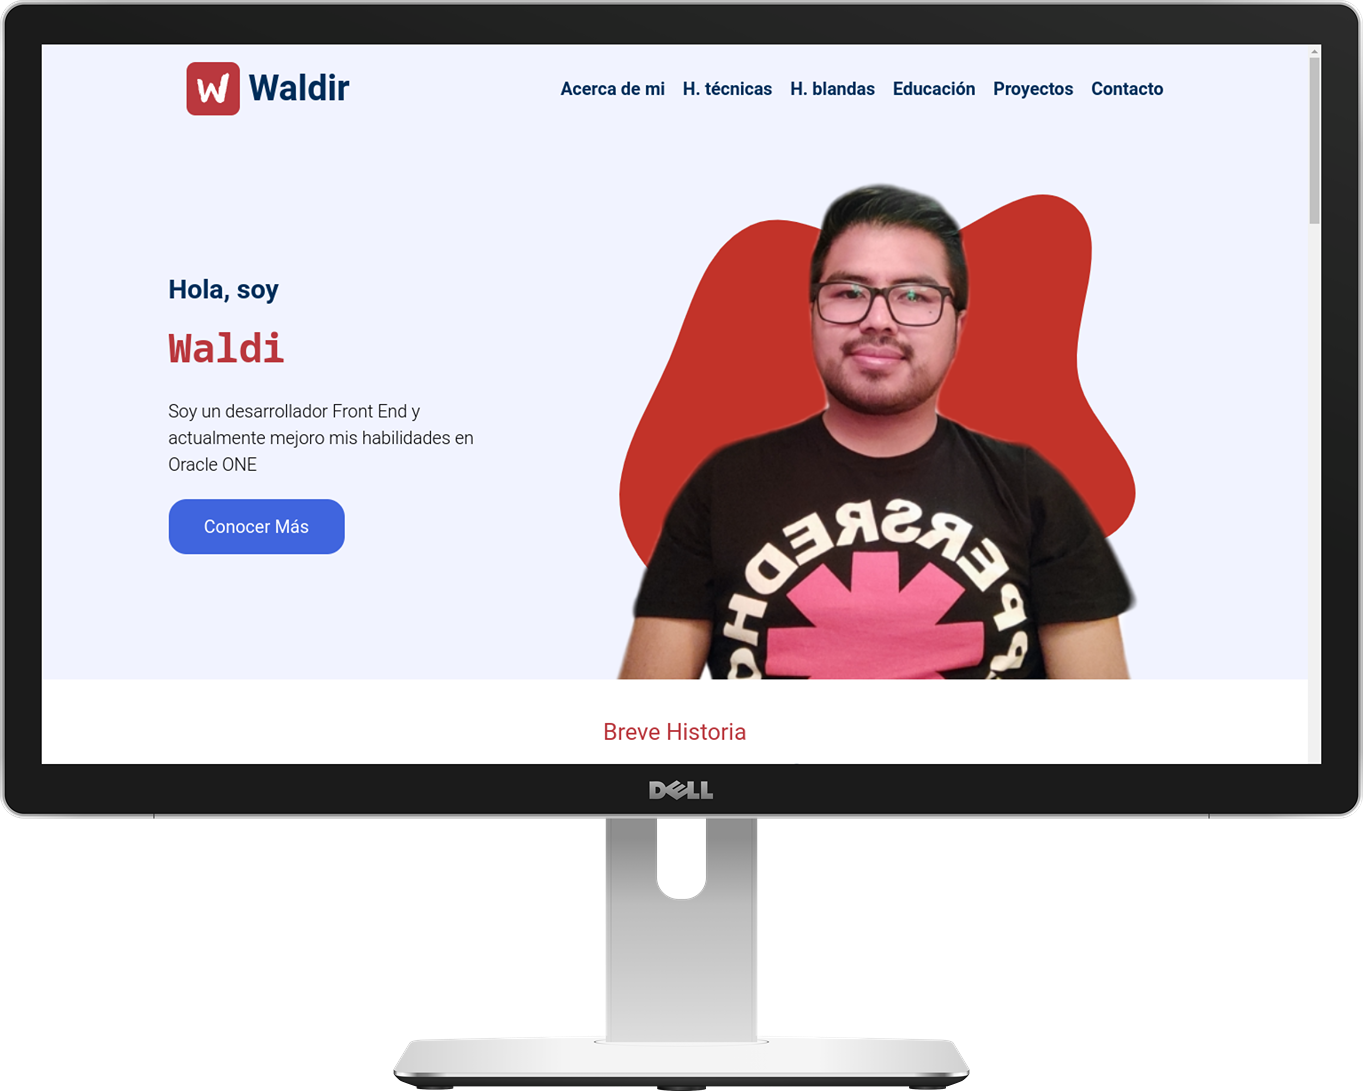 W Waldir
Acerca de mi H. técnicas H. blandas Educación Proyectos Contacto
Hola, soy
Waldi
Soy un desarrollador Front End y
actualmente mejoro mis habilidades en
Oracle ONE
Conocer Más
Breve Historia
DELL